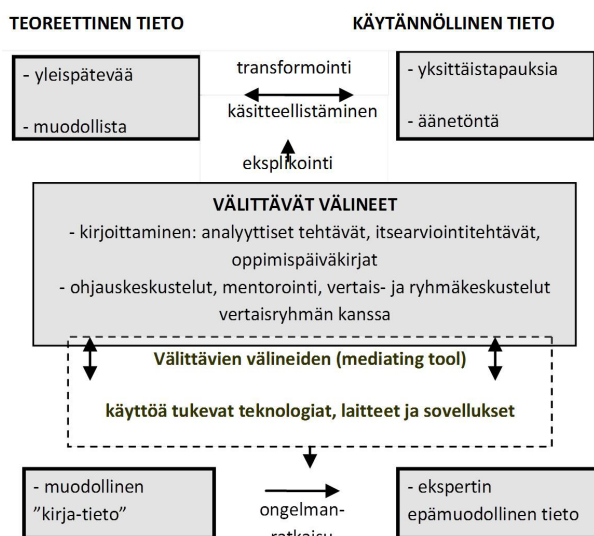 TEOREETTINEN TIETO
KÄYTÄNNÖLLINEN TIETO
- yleispätevää
- muodollista
transformointi
käsitteellistäminen
eksplikointi
- yksittäistapauksia
- äänetöntä
VÄLITTÄVÄT VÄLINEET
- kirjoittaminen: analyyttiset tehtävät, itsearviointitehtävät,
oppimispäiväkirjat
- ohjauskeskustelut, mentorointi, vertais- ja ryhmäkeskustelut
vertaisryhmän kanssa
Välittävien välineiden (mediating tool)
käyttöä tukevat teknologiat, laitteet ja sovellukset
- muodollinen
”kirja-tieto”
ongelman-
ratkaisu
- ekspertin
epämuodollinen tieto